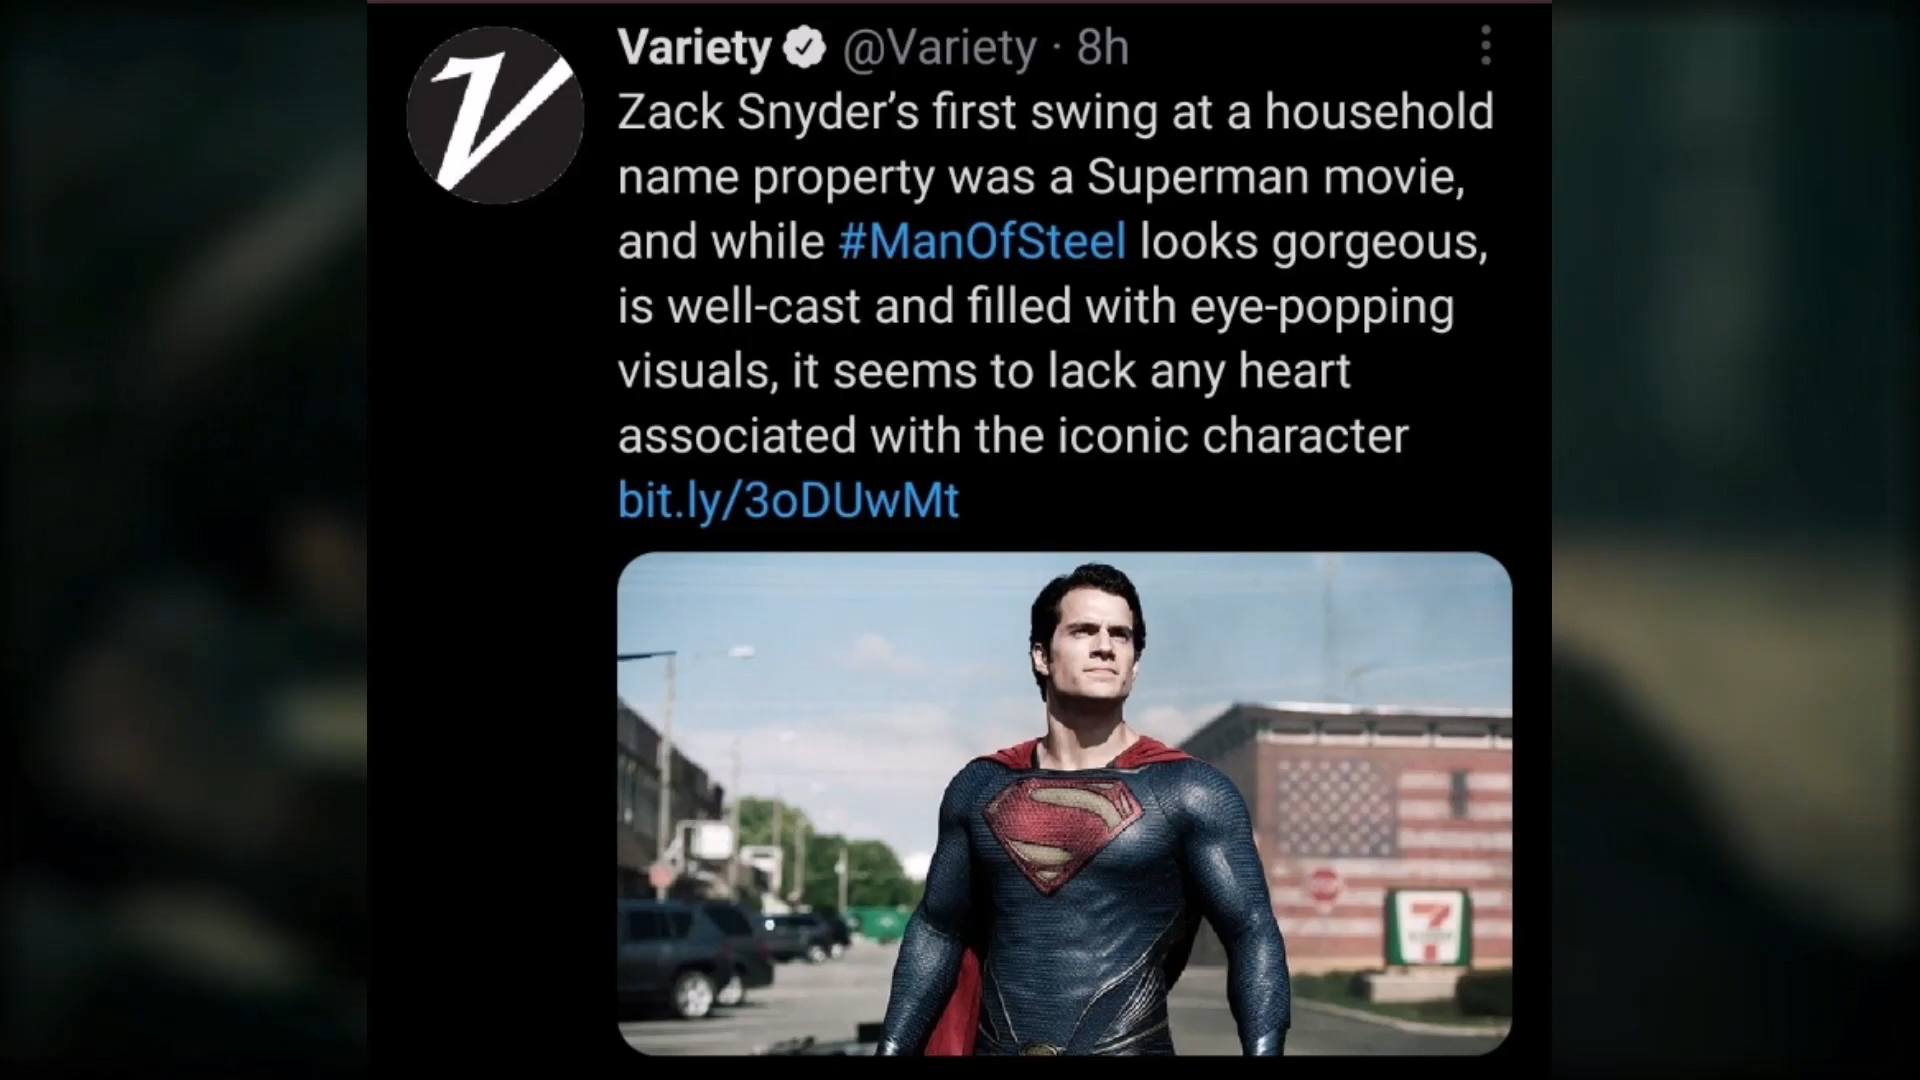 Variety @Variety · 8h
Zack Snyder’s first swing at a household
name property was a Superman movie,
and while #ManOfSteel looks gorgeous,
is well-cast and filled with eye-popping
visuals, it seems to lack any heart
associated with the iconic character
bit.ly/3oDUwMt
STOP
7